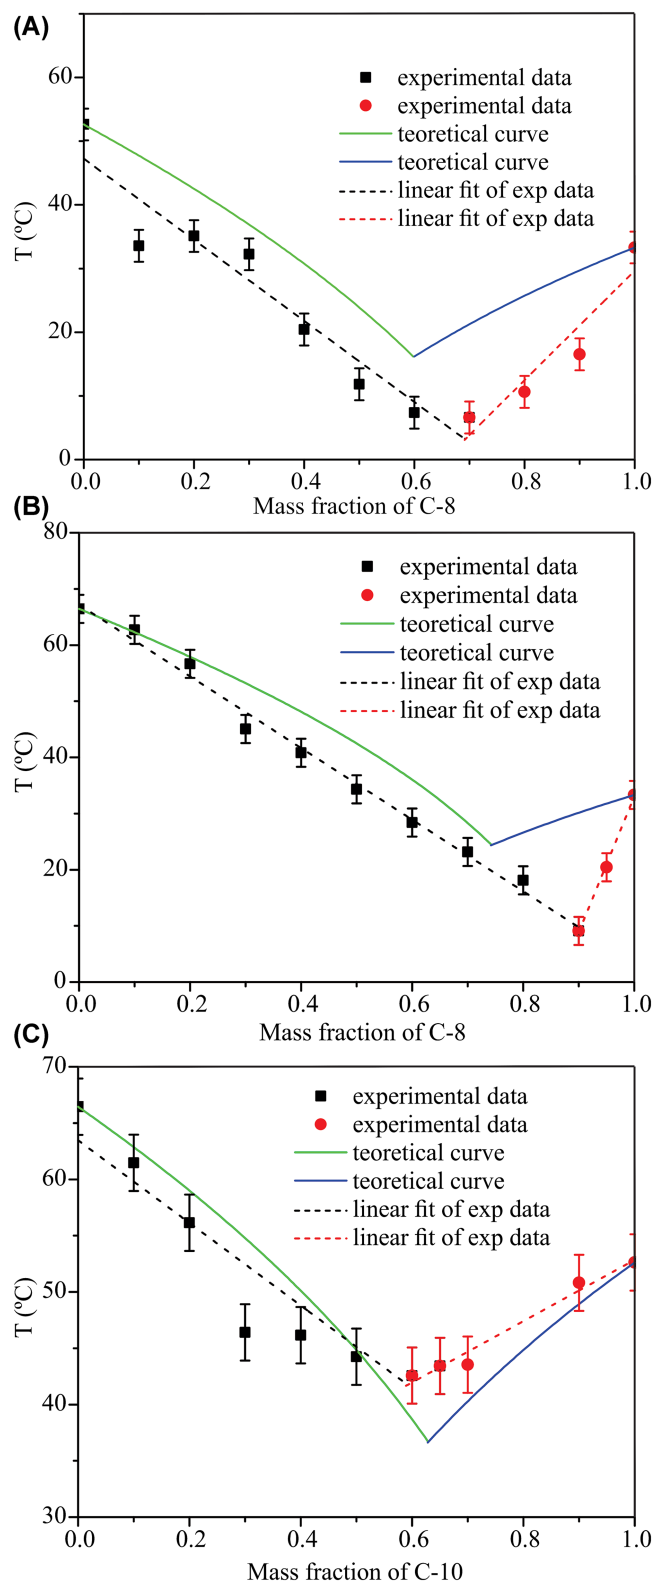 (A)
60
40
20
0
T (ºC)
experimental data
experimental data
teoretical curve
teoretical curve
linear fit of exp data
linear fit of exp data
0.0 0.2 0.4 0.6 0.8 1.0
Mass fraction of C-8
(B)
80
60
40
20
0
T (ºC)
experimental data
experimental data
teoretical curve
teoretical curve
linear fit of exp data
linear fit of exp data
0.0 0.2 0.4 0.6 0.8 1.0
Mass fraction of C-8
(C)
70
60
50
40
30
T (ºC)
experimental data
experimental data
teoretical curve
teoretical curve
linear fit of exp data
linear fit of exp data
0.0 0.2 0.4 0.6 0.8 1.0
Mass fraction of C-10